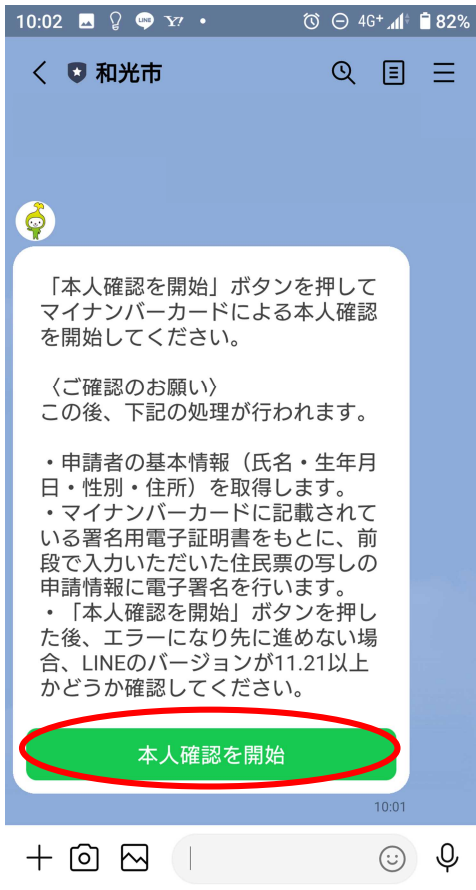 10:02 LINE Y! 4G+ 82%
和光市
「本人確認を開始」ボタンを押して
マイナンバーカードによる本人確認
を開始してください。
〈ご確認のお願い〉
この後、下記の処理が行われます。
・申請者の基本情報（氏名・生年月
日・性別・住所）を取得します。
・マイナンバーカードに記載されて
いる署名用電子証明書をもとに、前
段で入力いただいた住民票の写しの
申請情報に電子署名を行います。
・「本人確認を開始」ボタンを押し
た後、エラーになり先に進めない場
合、LINEのバージョンが11.21以上
かどうか確認してください。
本人確認を開始
10:01